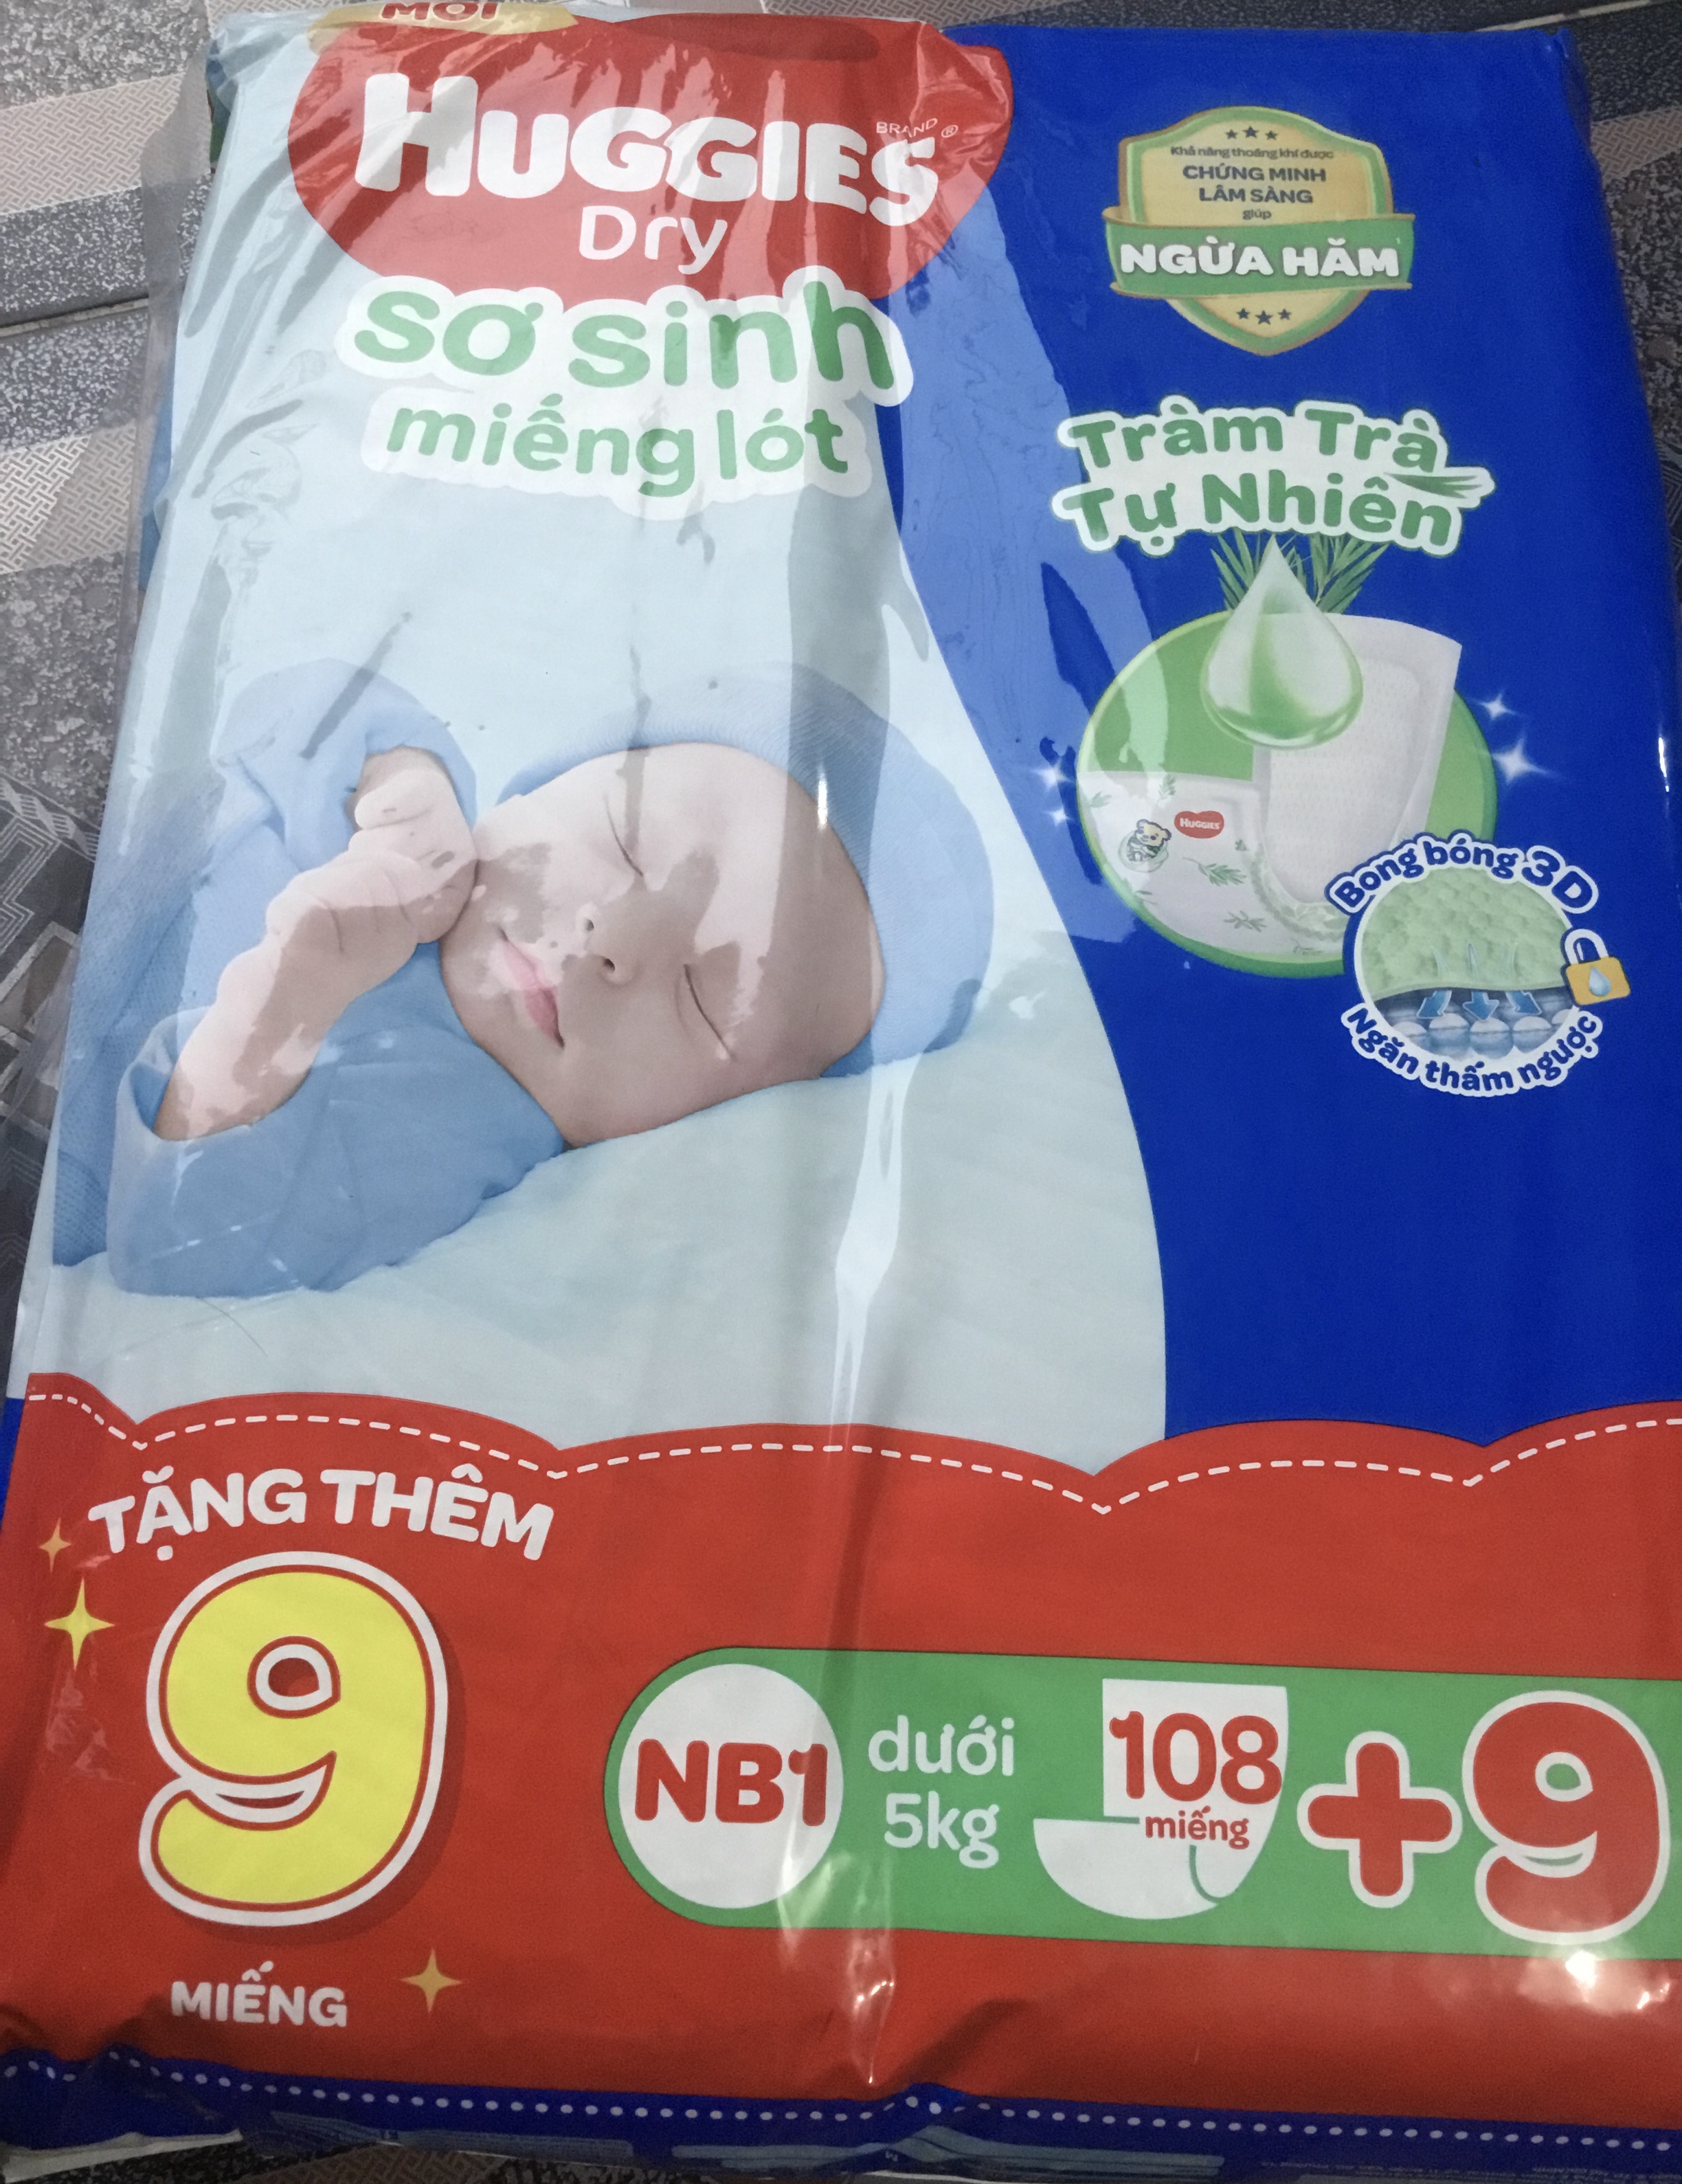 MỚI
HUGGIES
BRAND ®
Dry
sơ sinh
miếng lót
Khả năng thoáng khí được
CHỨNG MINH
LÂM SÀNG
giúp
NGỪA HĂM
Tràm Trà
Tự Nhiên
HUGGIES
Bong bóng 3D
Ngăn thấm ngược
TẶNG THÊM
9
MIẾNG
NB1
dưới
5kg
108
miếng
+9